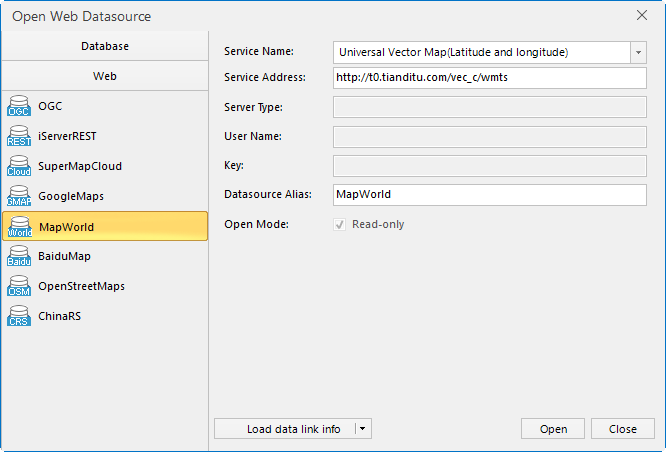 Open Web Datasource
Database
Web
OGC OGC
REST iServerREST
Cloud SuperMapCloud
GMAP GoogleMaps
World MapWorld
Baidu BaiduMap
OSM OpenStreetMaps
CRS ChinaRS
Service Name: Universal Vector Map(Latitude and longitude)
Service Address: http://t0.tianditu.com/vec_c/wmts
Server Type:
User Name:
Key:
Datasource Alias: MapWorld
Open Mode: Read-only
Load data link info Open Close